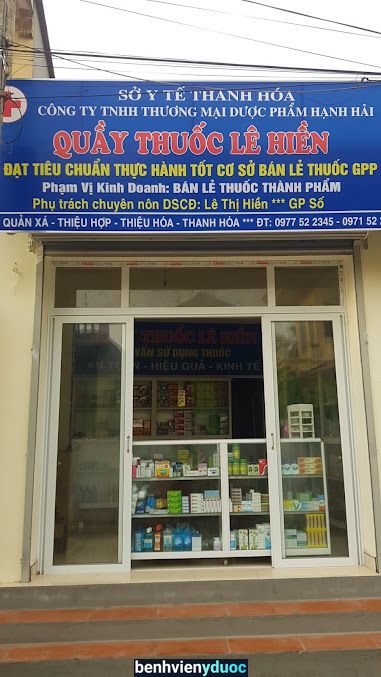 SỞ Y TẾ THANH HÓA
CÔNG TY TNHH THƯƠNG MẠI DƯỢC PHẨM HẠNH HẢI
QUẦY THUỐC LÊ HIỀN
ĐẠT TIÊU CHUẨN THỰC HÀNH TỐT CƠ SỞ BÁN LẺ THUỐC GPP
Phạm Vị Kinh Doanh: BÁN LẺ THUỐC THÀNH PHẨM
Phụ trách chuyên nôn DSCĐ: Lê Thị Hiền *** GP Số
QUẢN XÁ - THIỆU HỢP - THIỆU HÓA - THANH HÓA *** ĐT: 0977 52 2345 - 0971 52
THUỐC LÊ HIỀN
VẤN SỬ DỤNG THUỐC
AN TOÀN - HIỆU QUẢ - KINH TẾ
benhvienyduoc